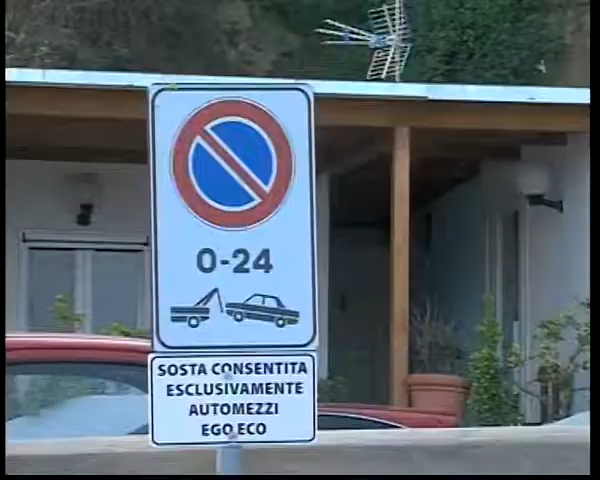 0-24
SOSTA CONSENTITA
ESCLUSIVAMENTE
AUTOMEZZI
EGO ECO